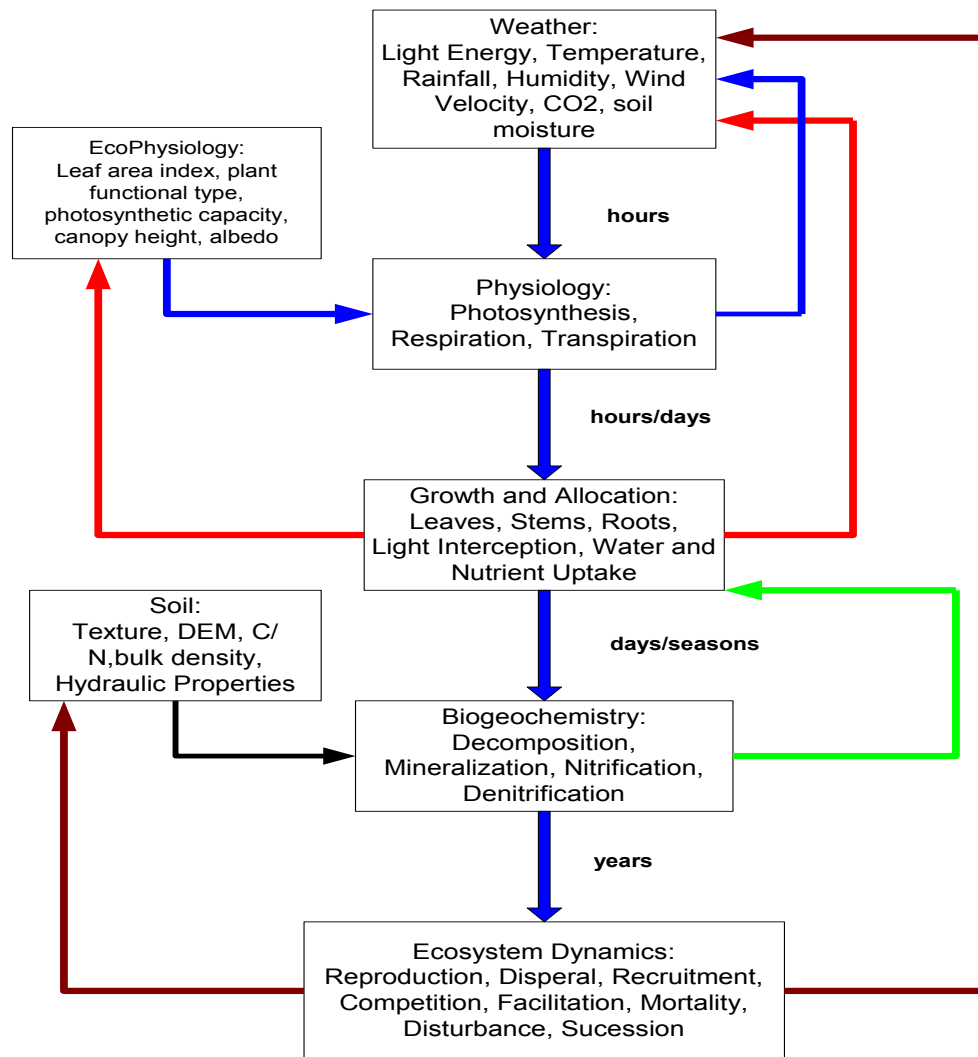 Weather:
Light Energy, Temperature,
Rainfall, Humidity, Wind
Velocity, CO2, soil
moisture
EcoPhysiology:
Leaf area index, plant
functional type,
photosynthetic capacity,
canopy height, albedo
hours
Physiology:
Photosynthesis,
Respiration, Transpiration
hours/days
Growth and Allocation:
Leaves, Stems, Roots,
Light Interception, Water and
Nutrient Uptake
Soil:
Texture, DEM, C/
N,bulk density,
Hydraulic Properties
days/seasons
Biogeochemistry:
Decomposition,
Mineralization, Nitrification,
Denitrification
years
Ecosystem Dynamics:
Reproduction, Disperal, Recruitment,
Competition, Facilitation, Mortality,
Disturbance, Sucession